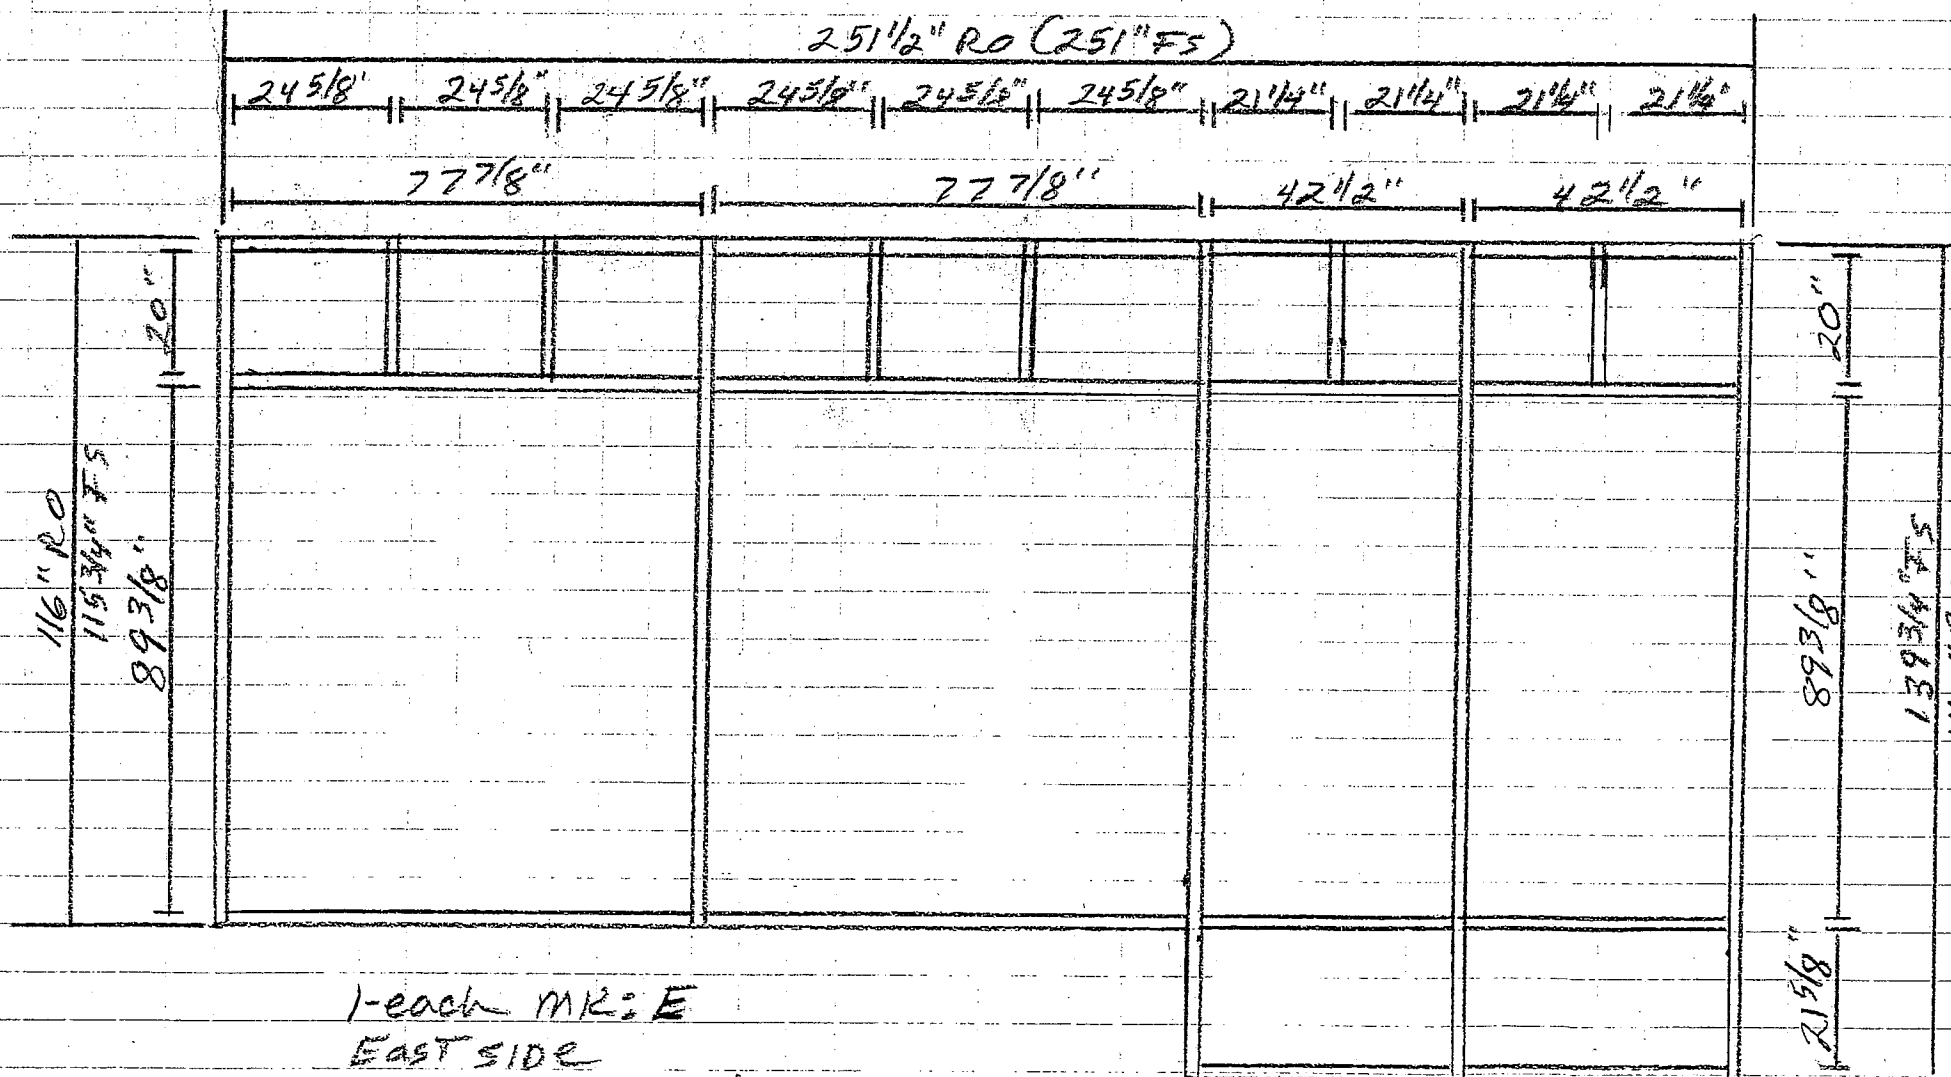 251 1/2" RO (251" FS)
24 5/8" 24 5/8" 24 5/8" 24 5/8" 24 5/8" 24 5/8" 21 1/4" 21 1/4" 21 1/4" 21 1/4"
77 7/8" 77 7/8" 42 1/2" 42 1/2"
116" RO
115 3/4" FS
20"
89 3/8"
20"
89 3/8"
21 5/8"
139 3/4" FS
1-each MK: E
East SIDE